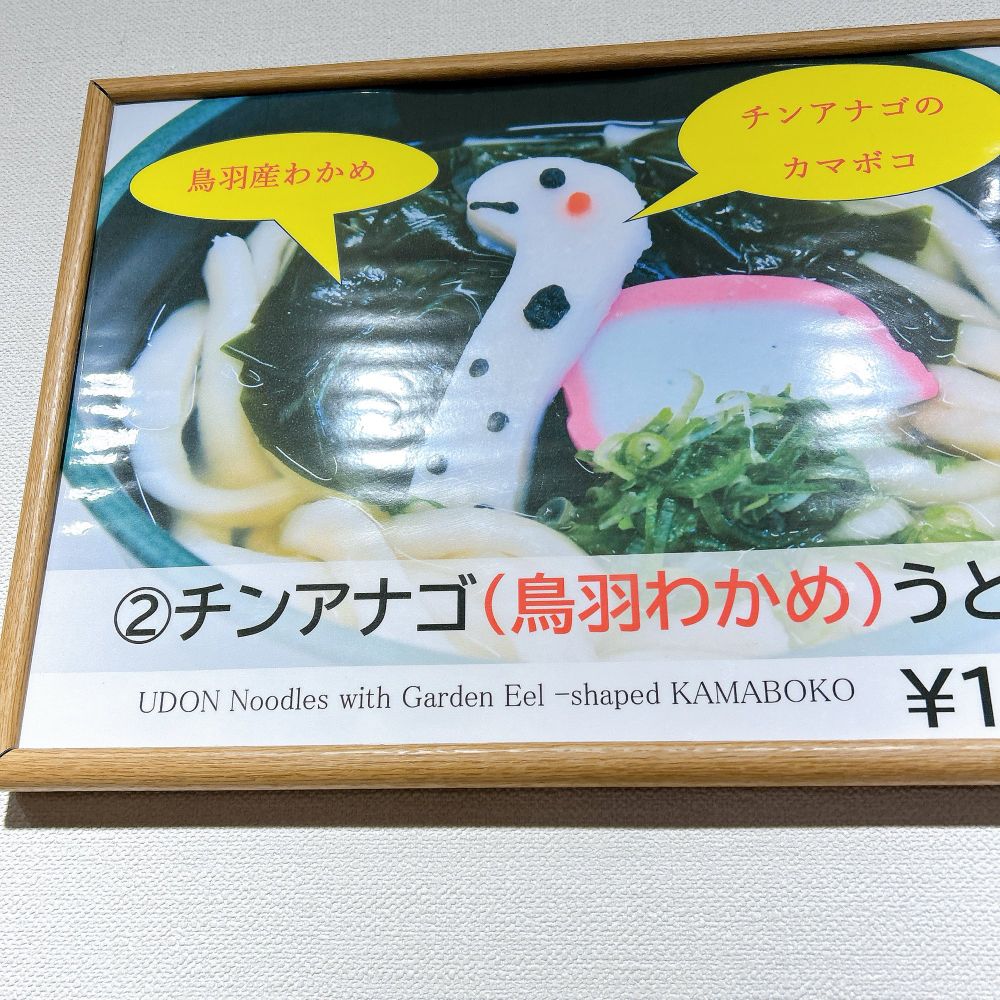 チンアナゴの
カマボコ
鳥羽産わかめ
②チンアナゴ(鳥羽わかめ)うと
UDON Noodles with Garden Eel -shaped KAMABOKO
¥1